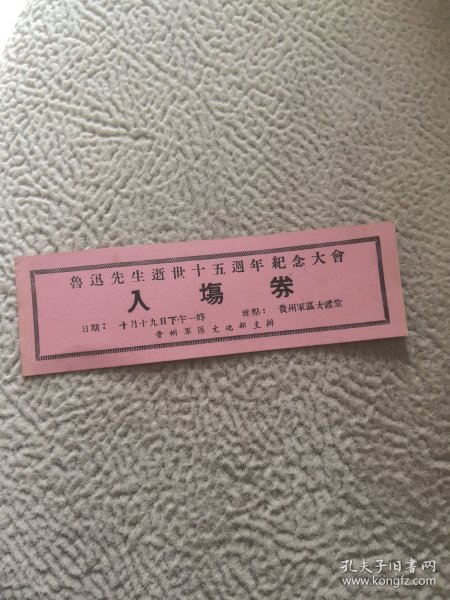 魯迅先生逝世十五週年紀念大會
入場券
日期：十月十九日下午一時 地點：貴州軍區大禮堂
貴州軍區文化部主辦
孔夫子旧书网
www.kongfz.com